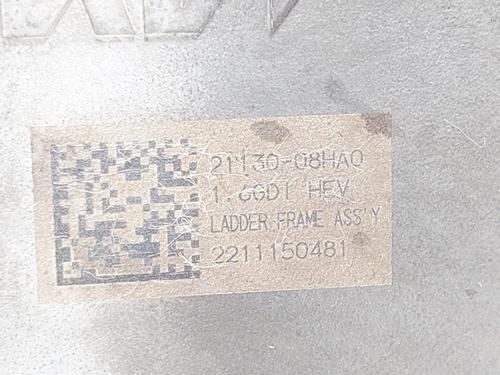 21130-08HA0
1.6GDI HEV
LADDER FRAME ASS'Y
2211150481